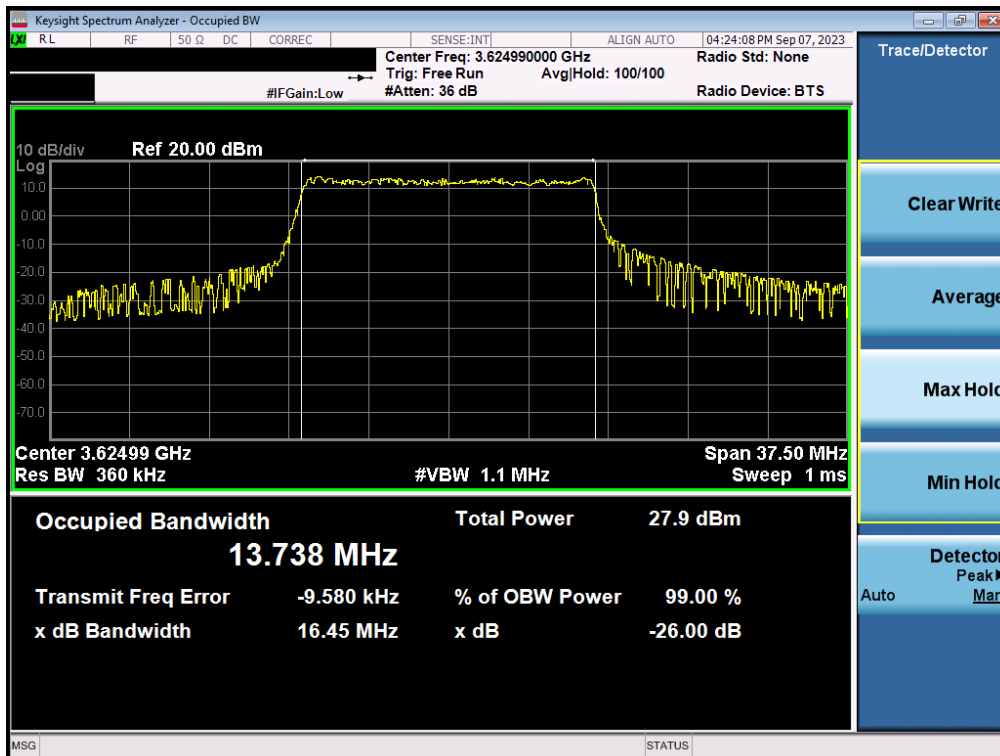 Keysight Spectrum Analyzer - Occupied BW
LXI RL RF 50 Ω DC CORREC SENSE:INT ALIGN AUTO 04:24:08 PM Sep 07, 2023
Center Freq: 3.624990000 GHz Radio Std: None
Trig: Free Run Avg|Hold: 100/100
#IFGain:Low #Atten: 36 dB Radio Device: BTS
10 dB/div Ref 20.00 dBm
Log
10.0
0.00
-10.0
-20.0
-30.0
-40.0
-50.0
-60.0
-70.0
Center 3.62499 GHz Span 37.50 MHz
Res BW 360 kHz #VBW 1.1 MHz Sweep 1 ms
Occupied Bandwidth Total Power 27.9 dBm
13.738 MHz
Transmit Freq Error -9.580 kHz % of OBW Power 99.00 %
x dB Bandwidth 16.45 MHz x dB -26.00 dB
Trace/Detector
Clear Write
Average
Max Hold
Min Hold
Detector
Peak
Auto Man
MSG STATUS